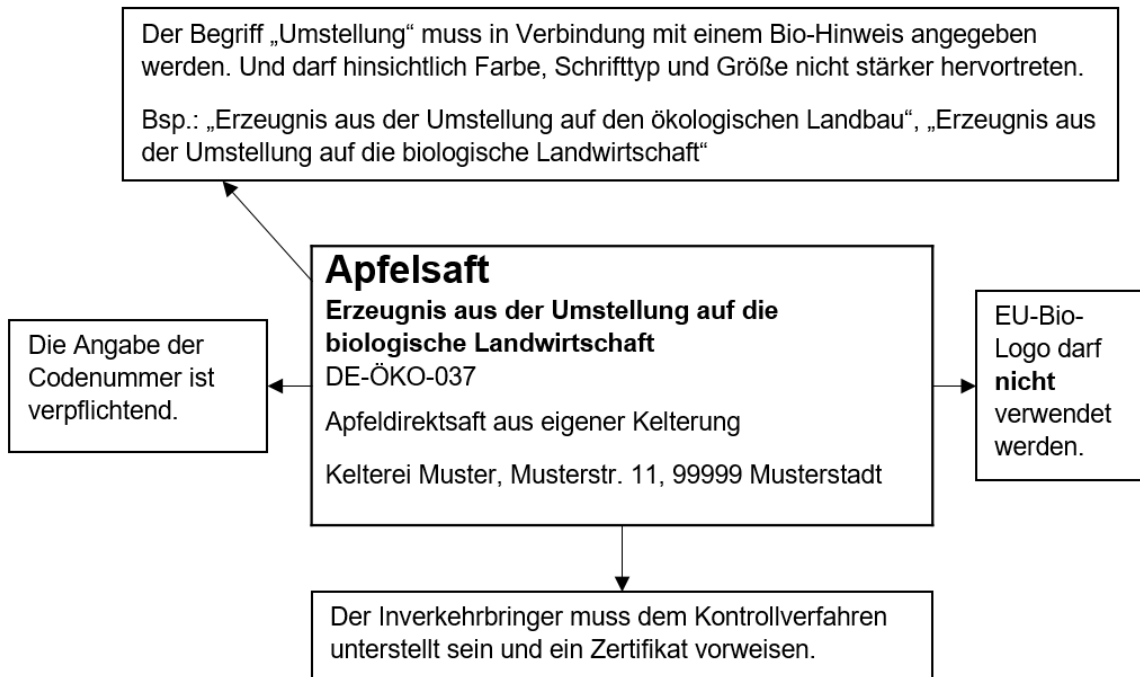 Der Begriff „Umstellung“ muss in Verbindung mit einem Bio-Hinweis angegeben
werden. Und darf hinsichtlich Farbe, Schrifttyp und Größe nicht stärker hervortreten.
Bsp.: „Erzeugnis aus der Umstellung auf den ökologischen Landbau“, „Erzeugnis aus
der Umstellung auf die biologische Landwirtschaft“
Die Angabe der
Codenummer ist
verpflichtend.
Apfelsaft
Erzeugnis aus der Umstellung auf die
biologische Landwirtschaft
DE-ÖKO-037
Apfeldirektsaft aus eigener Kelterung
Kelterei Muster, Musterstr. 11, 99999 Musterstadt
EU-Bio-
Logo darf
nicht
verwendet
werden.
Der Inverkehrbringer muss dem Kontrollverfahren
unterstellt sein und ein Zertifikat vorweisen.